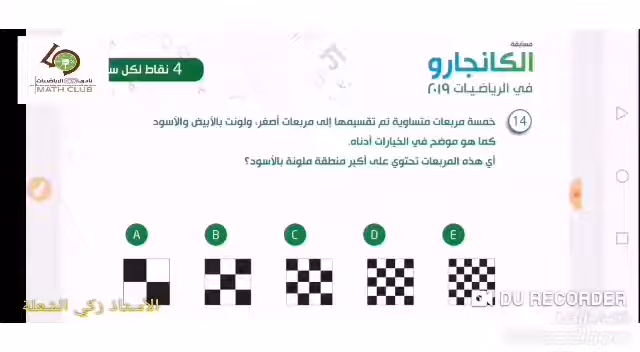 مسابقة
الكانجارو
في الرياضيات ٢٠١٩
4 نقاط لكل
MATH CLUB
14 خمسة مربعات متساوية تم تقسيمها إلى مربعات أصغر، ولونت بالأبيض والأسود
كما هو موضح في الخيارات أدناه.
أي هذه المربعات تحتوي على أكبر منطقة ملونة بالأسود؟
A B C D E
الأستاذ زكي الشعلة
DU RECORDER